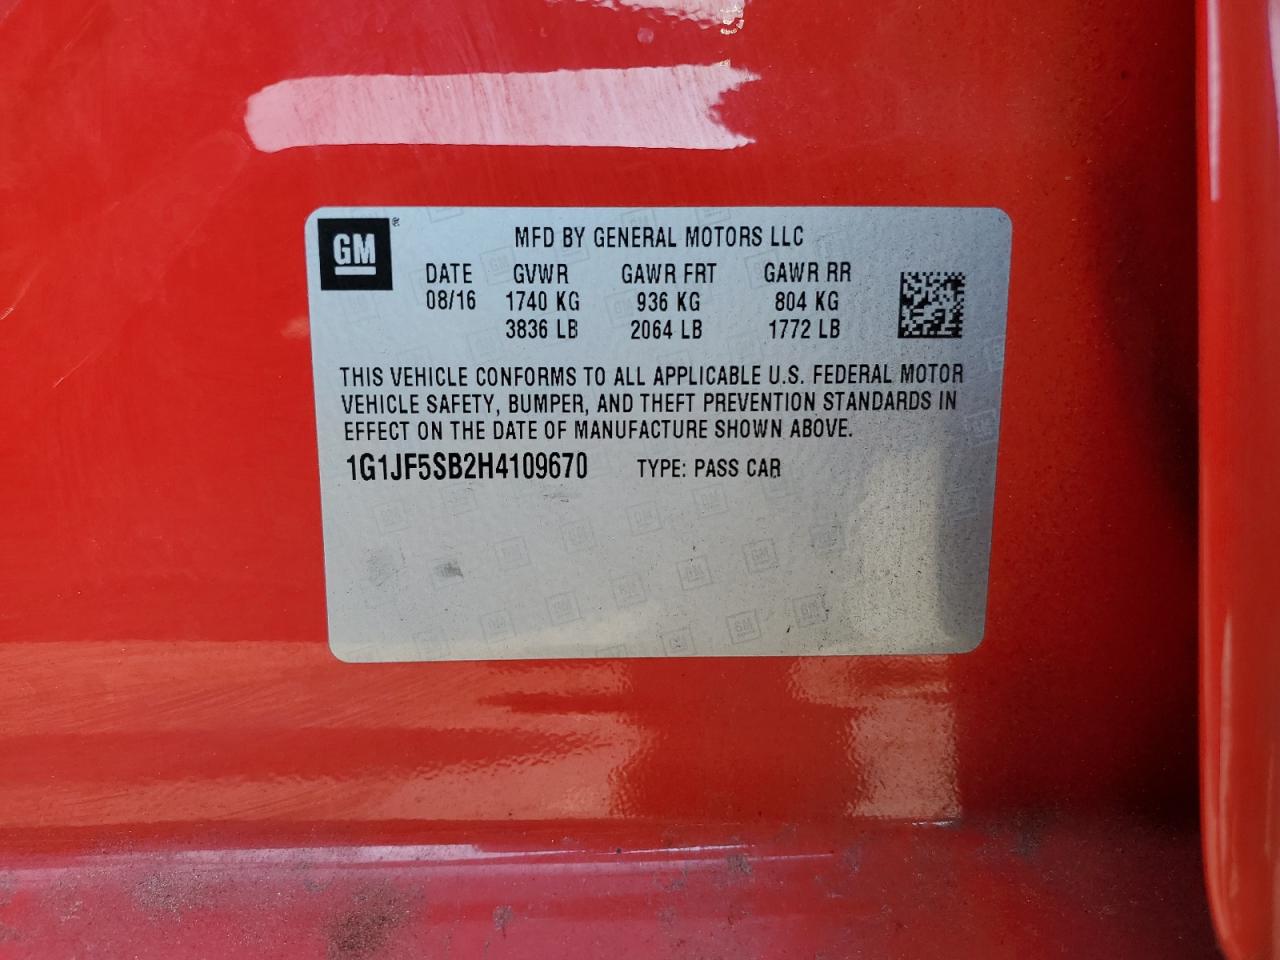 GM®
MFD BY GENERAL MOTORS LLC
DATE GVWR GAWR FRT GAWR RR
08/16 1740 KG 936 KG 804 KG
3836 LB 2064 LB 1772 LB
THIS VEHICLE CONFORMS TO ALL APPLICABLE U.S. FEDERAL MOTOR
VEHICLE SAFETY, BUMPER, AND THEFT PREVENTION STANDARDS IN
EFFECT ON THE DATE OF MANUFACTURE SHOWN ABOVE.
1G1JF5SB2H4109670 TYPE: PASS CAR